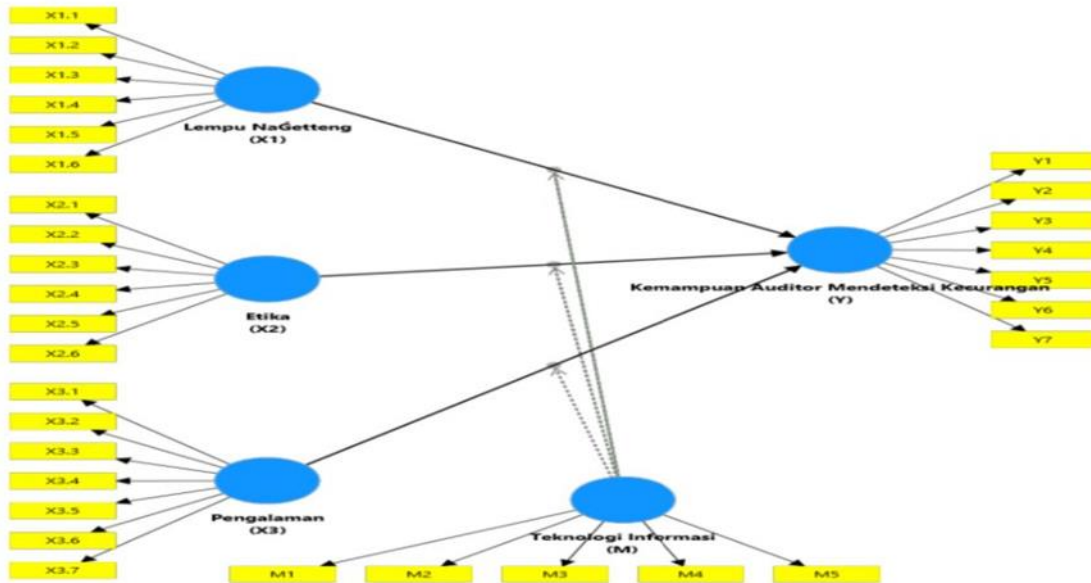 X1.1
X1.2
X1.3
X1.4
X1.5
X1.6
Lempu NaGetteng
(X1)
X2.1
X2.2
X2.3
X2.4
X2.5
X2.6
Etika
(X2)
X3.1
X3.2
X3.3
X3.4
X3.5
X3.6
X3.7
Pengalaman
(X3)
Teknologi Informasi
(M)
M1
M2
M3
M4
M5
Y1
Y2
Y3
Y4
Y5
Y6
Y7
Kemampuan Auditor Mendeteksi Kecurangan
(Y)